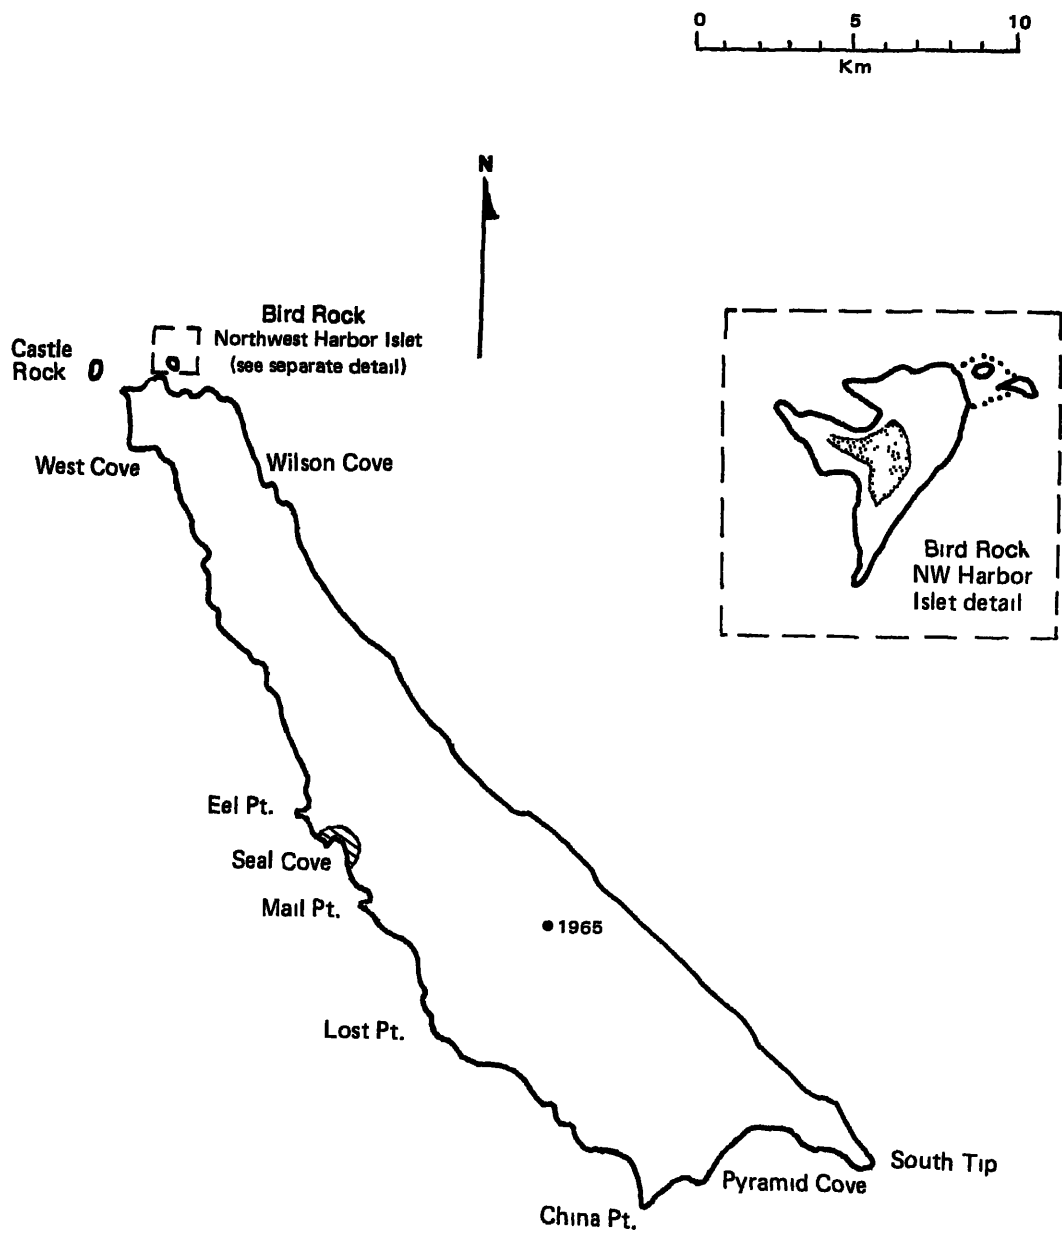 0 5 10
Km
N
Bird Rock
Northwest Harbor Islet
(see separate detail)
Castle
Rock
West Cove
Wilson Cove
Bird Rock
NW Harbor
Islet detail
Eel Pt.
Seal Cove
Mail Pt.
1965
Lost Pt.
South Tip
Pyramid Cove
China Pt.